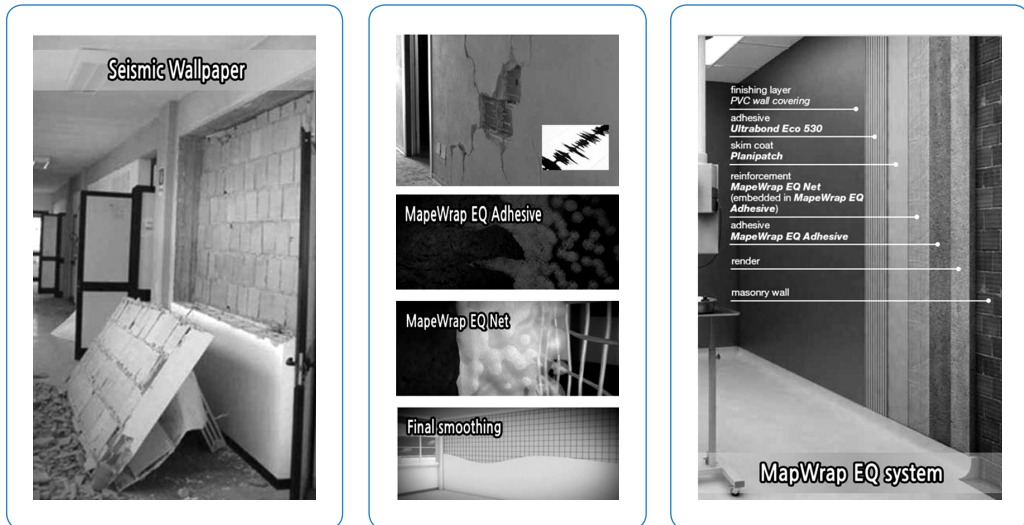 Seismic Wallpaper
MapeWrap EQ Adhesive
MapeWrap EQ Net
Final smoothing
finishing layer
PVC wall covering
adhesive
Ultrabond Eco 530
skim coat
Planipatch
reinforcement
MapeWrap EQ Net
(embedded in MapeWrap EQ
Adhesive)
adhesive
MapeWrap EQ Adhesive
render
masonry wall
MapWrap EQ system